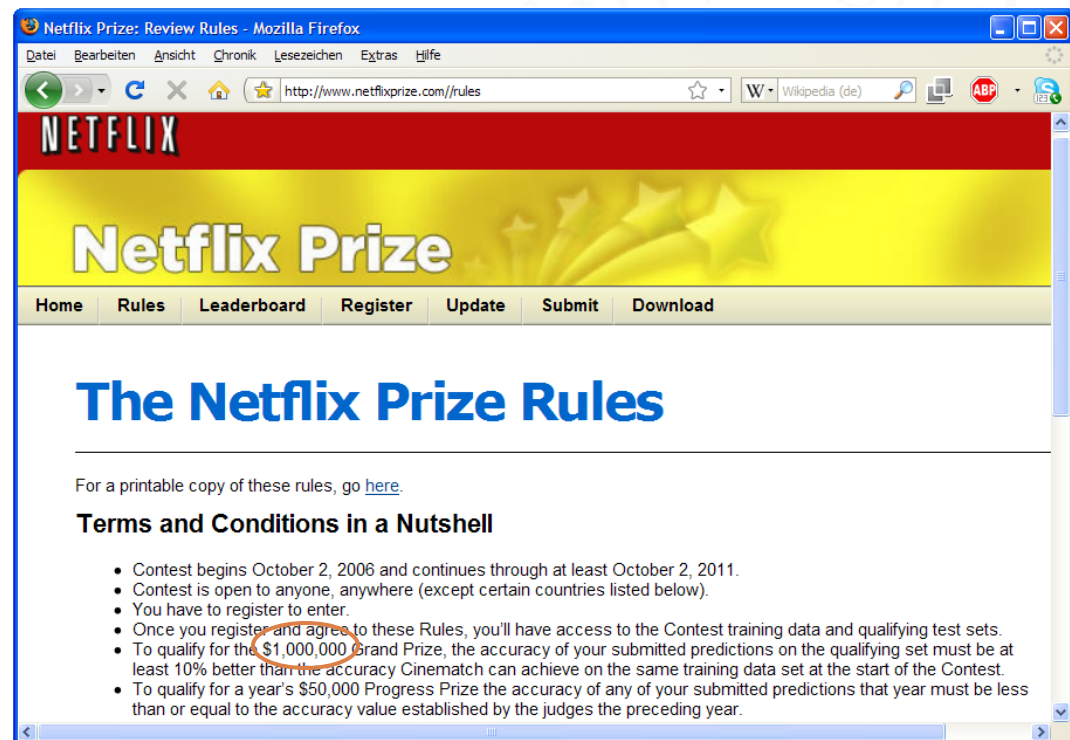 Netflix Prize: Review Rules - Mozilla Firefox
Datei Bearbeiten Ansicht Chronik Lesezeichen Extras Hilfe
http://www.netflixprize.com//rules W Wikipedia (de) ABP 123
NETFLIX
Netflix Prize
Home Rules Leaderboard Register Update Submit Download
The Netflix Prize Rules
For a printable copy of these rules, go here.
Terms and Conditions in a Nutshell
• Contest begins October 2, 2006 and continues through at least October 2, 2011.
• Contest is open to anyone, anywhere (except certain countries listed below).
• You have to register to enter.
• Once you register and agree to these Rules, you'll have access to the Contest training data and qualifying test sets.
• To qualify for the $1,000,000 Grand Prize, the accuracy of your submitted predictions on the qualifying set must be at
least 10% better than the accuracy Cinematch can achieve on the same training data set at the start of the Contest.
• To qualify for a year's $50,000 Progress Prize the accuracy of any of your submitted predictions that year must be less
than or equal to the accuracy value established by the judges the preceding year.